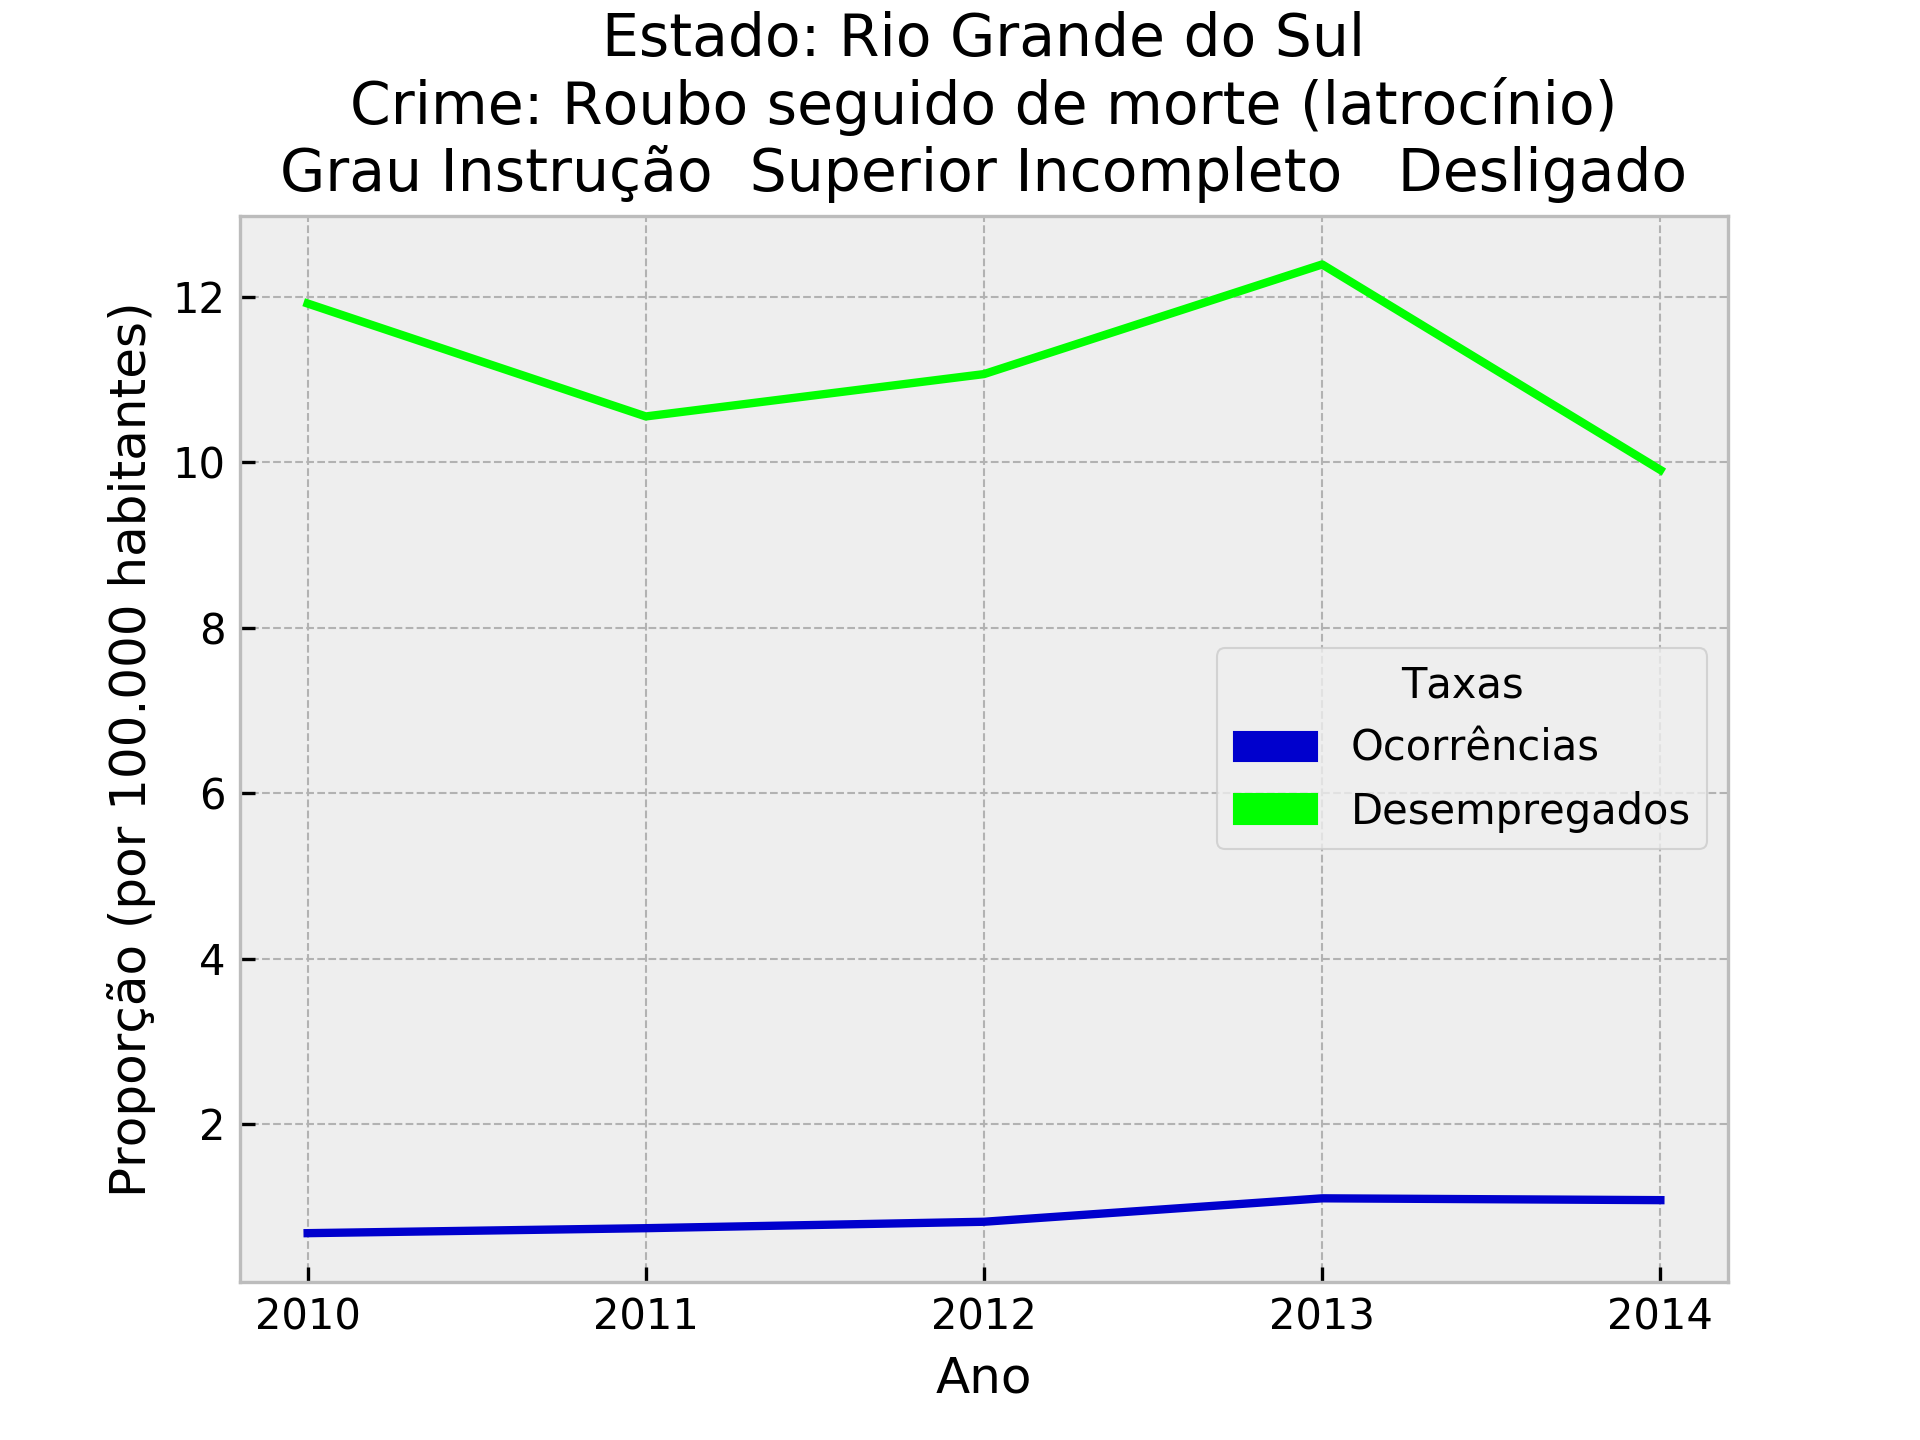 Estado: Rio Grande do Sul
Crime: Roubo seguido de morte (latrocínio)
Grau Instrução  Superior Incompleto   Desligado
Proporção (por 100.000 habitantes)
12
10
8
6
4
2
Taxas
Ocorrências
Desempregados
2010 2011 2012 2013 2014
Ano